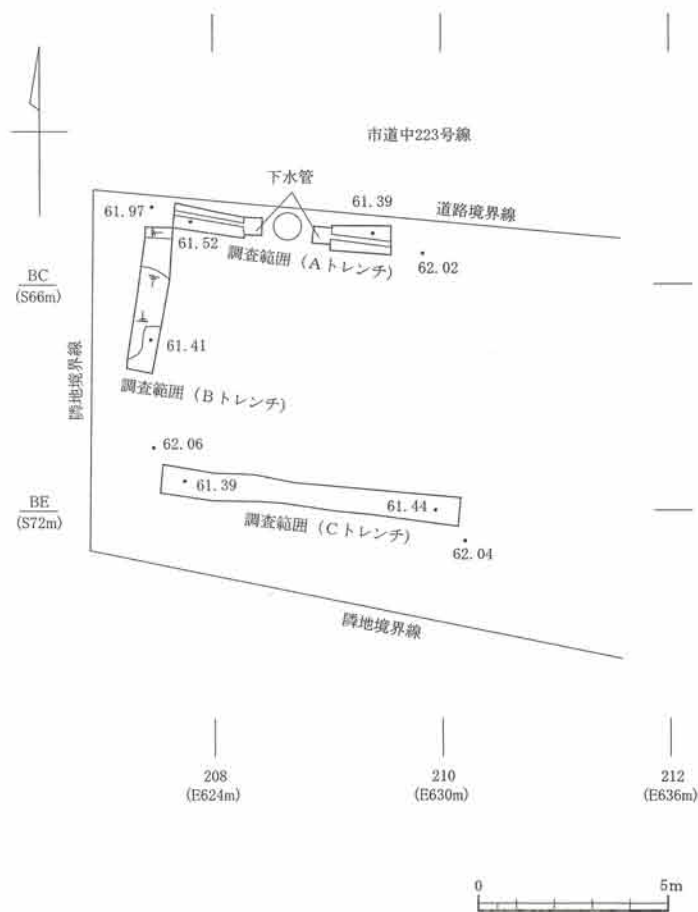 市道中223号線
下水管
61.39
道路境界線
61.97
61.52
調査範囲（Aトレンチ）
62.02
BC
(S66m)
61.41
隣地境界線
調査範囲（Bトレンチ）
62.06
61.39
61.44
BE
(S72m)
調査範囲（Cトレンチ）
62.04
隣地境界線
208
(E624m)
210
(E630m)
212
(E636m)
0
5m